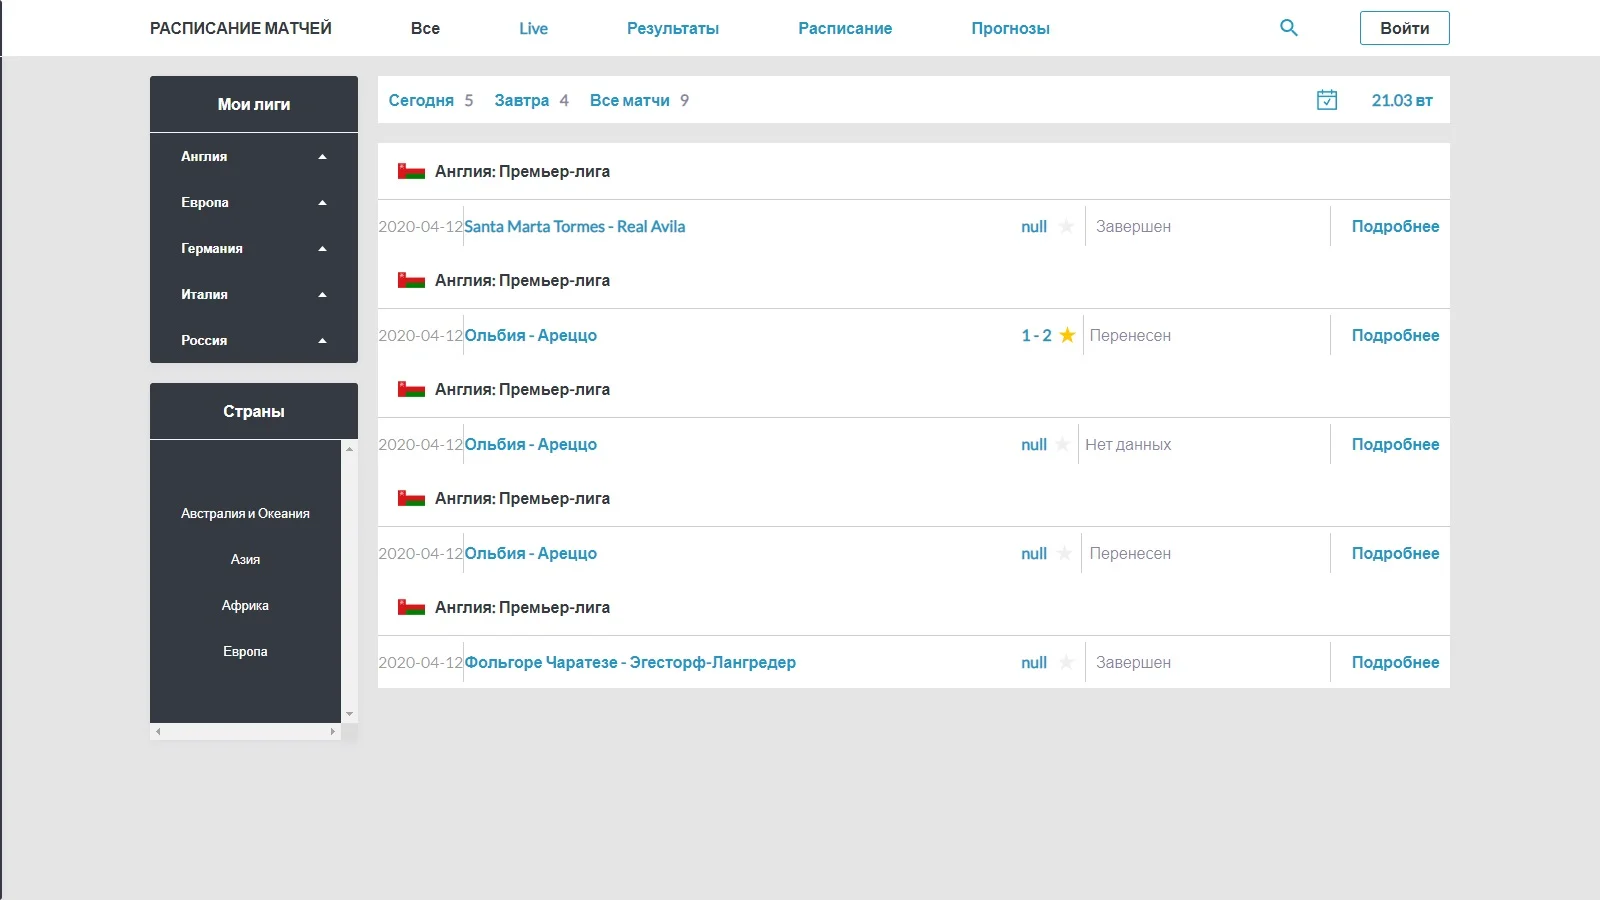 РАСПИСАНИЕ МАТЧЕЙ Все Live Результаты Расписание Прогнозы Войти
Мои лиги
Англия
Европа
Германия
Италия
Россия
Страны
Австралия и Океания
Азия
Африка
Европа
Сегодня 5 Завтра 4 Все матчи 9 21.03 вт
Англия: Премьер-лига
2020-04-12 Santa Marta Tormes - Real Avila null Завершен Подробнее
Англия: Премьер-лига
2020-04-12 Ольбия - Ареццо 1 - 2 Перенесен Подробнее
Англия: Премьер-лига
2020-04-12 Ольбия - Ареццо null Нет данных Подробнее
Англия: Премьер-лига
2020-04-12 Ольбия - Ареццо null Перенесен Подробнее
Англия: Премьер-лига
2020-04-12 Фольгоре Чаратезе - Эгесторф-Лангредер null Завершен Подробнее